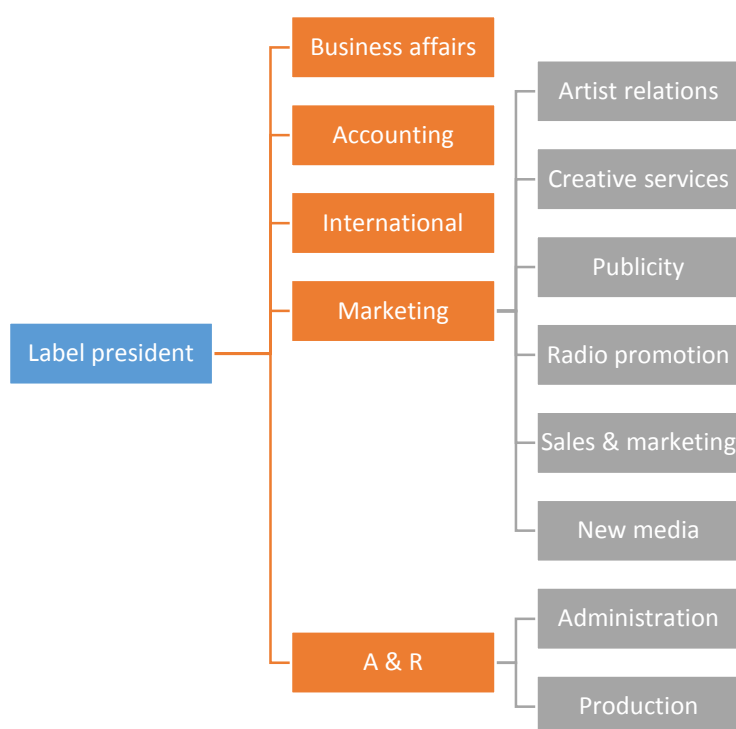 Label president
Business affairs
Accounting
International
Marketing
Artist relations
Creative services
Publicity
Radio promotion
Sales & marketing
New media
A & R
Administration
Production